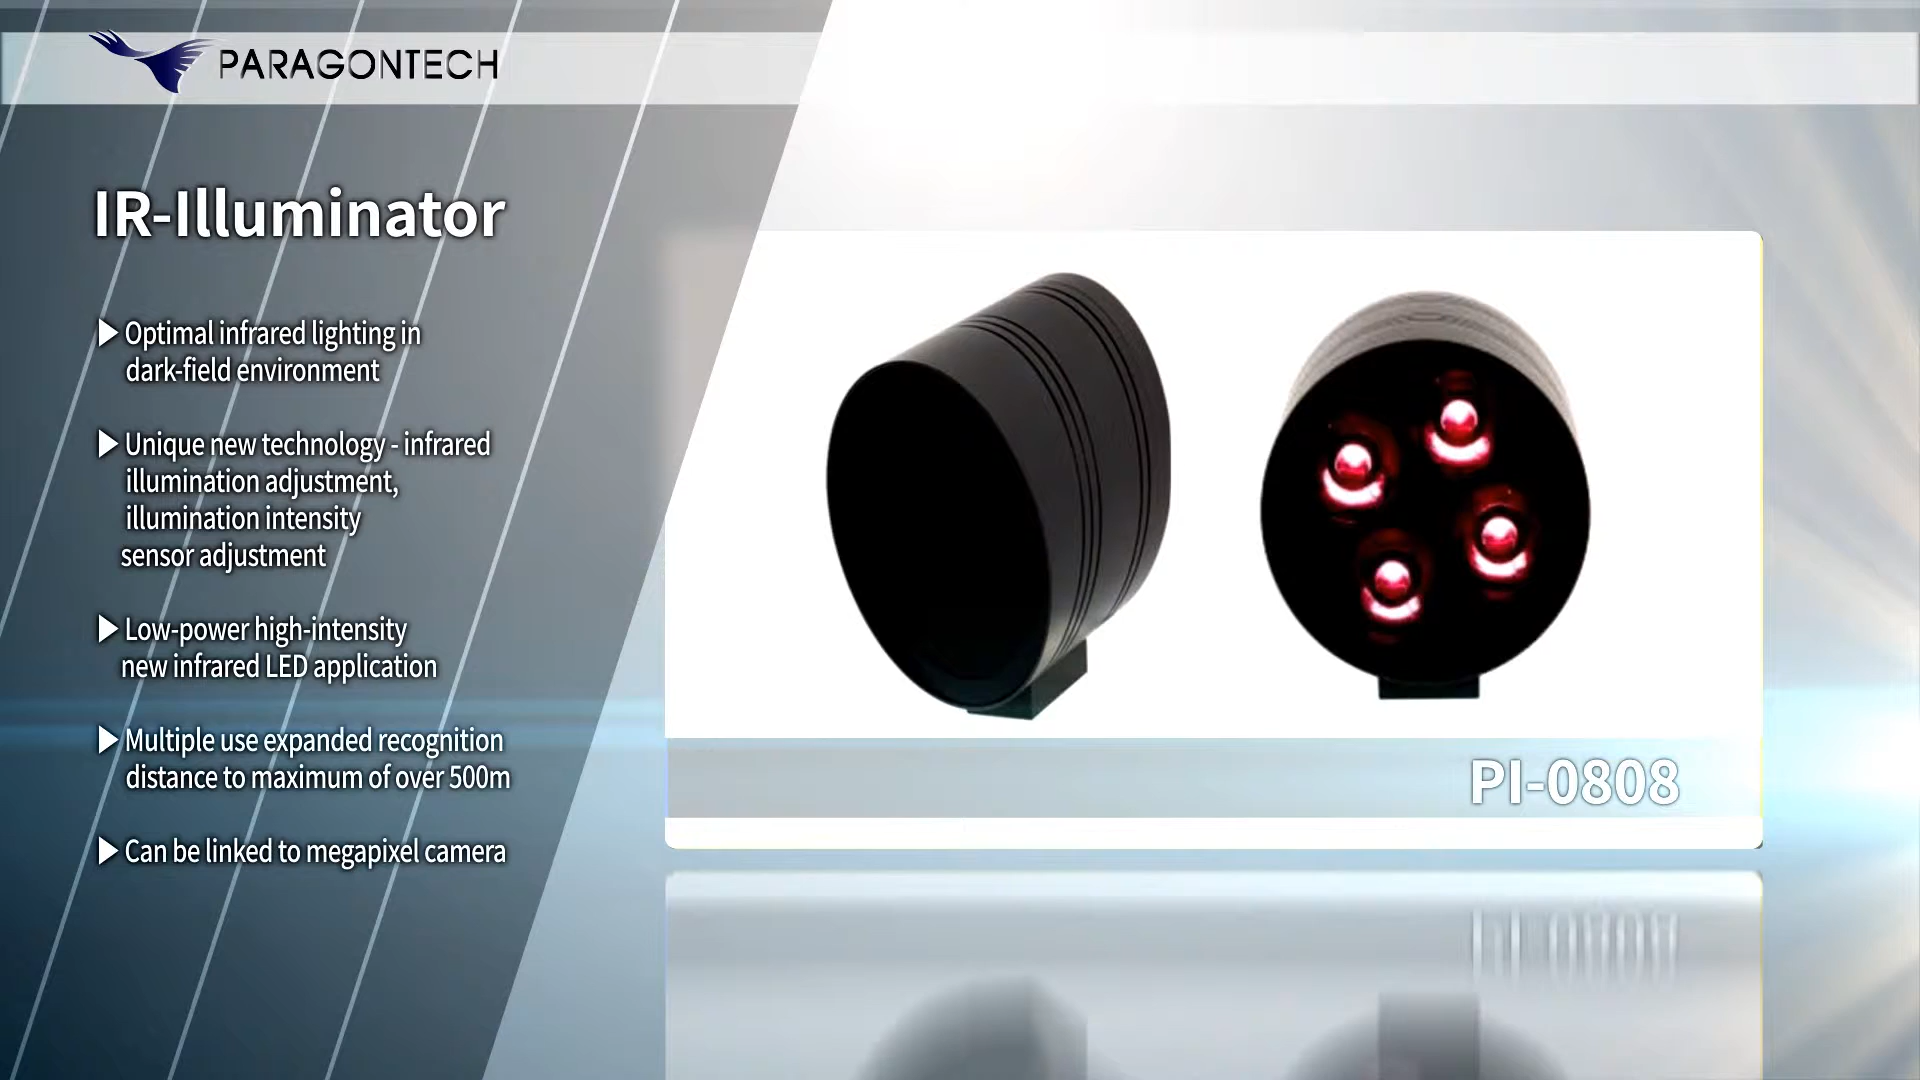 PARAGONTECH
IR-Illuminator
Optimal infrared lighting in
dark-field environment
Unique new technology - infrared
illumination adjustment,
illumination intensity
sensor adjustment
Low-power high-intensity
new infrared LED application
Multiple use expanded recognition
distance to maximum of over 500m
Can be linked to megapixel camera
PI-0808